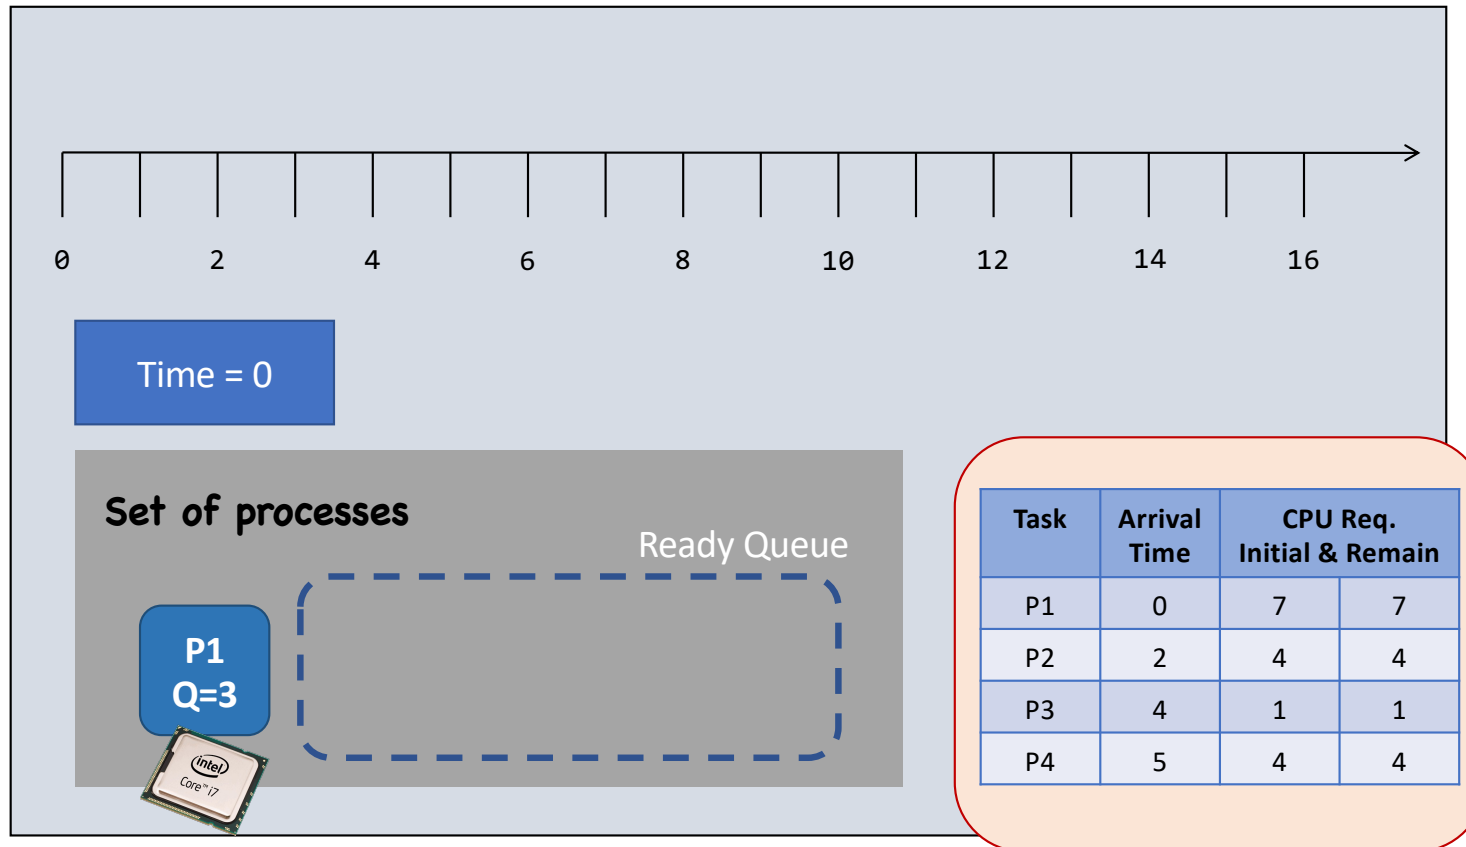 0 2 4 6 8 10 12 14 16
Time = 0
Set of processes
Ready Queue
P1
Q=3
intel
Core™ i7
Task Arrival Time CPU Req. Initial & Remain
P1 0 7 7
P2 2 4 4
P3 4 1 1
P4 5 4 4